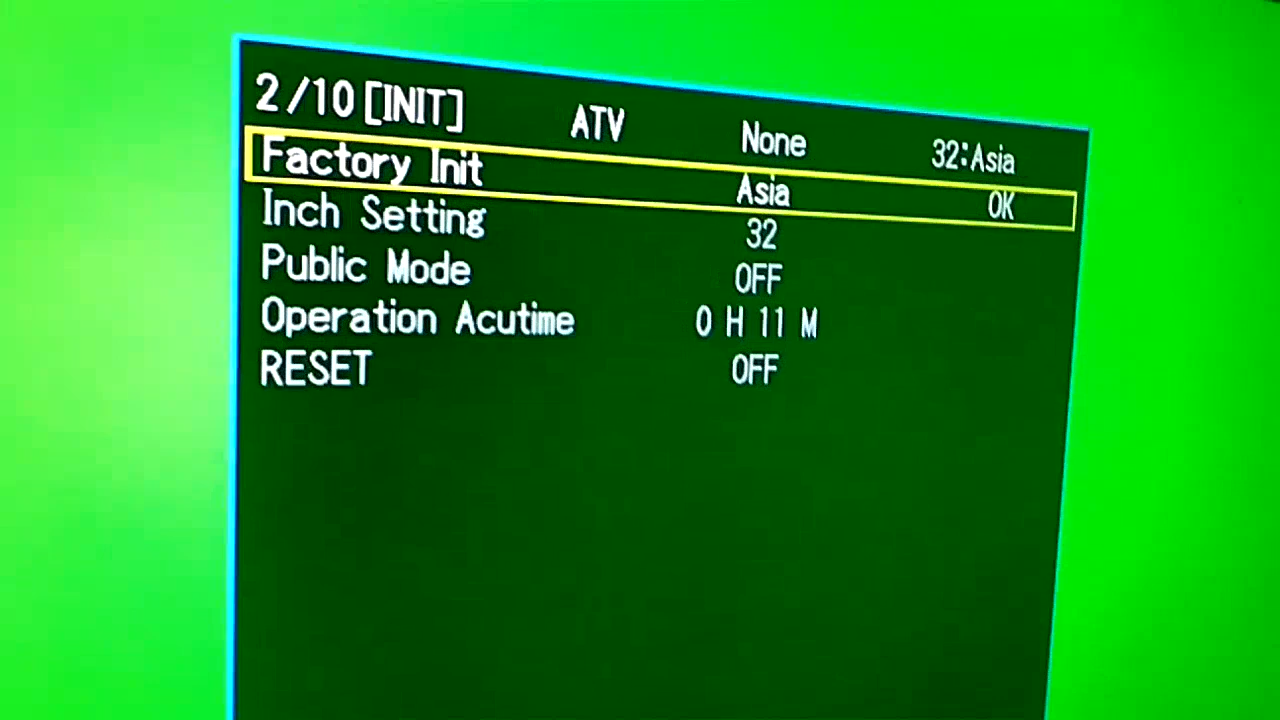 2/10[INIT] ATV None 32:Asia
Factory Init Asia OK
Inch Setting 32
Public Mode OFF
Operation Acutime 0 H 11 M
RESET OFF